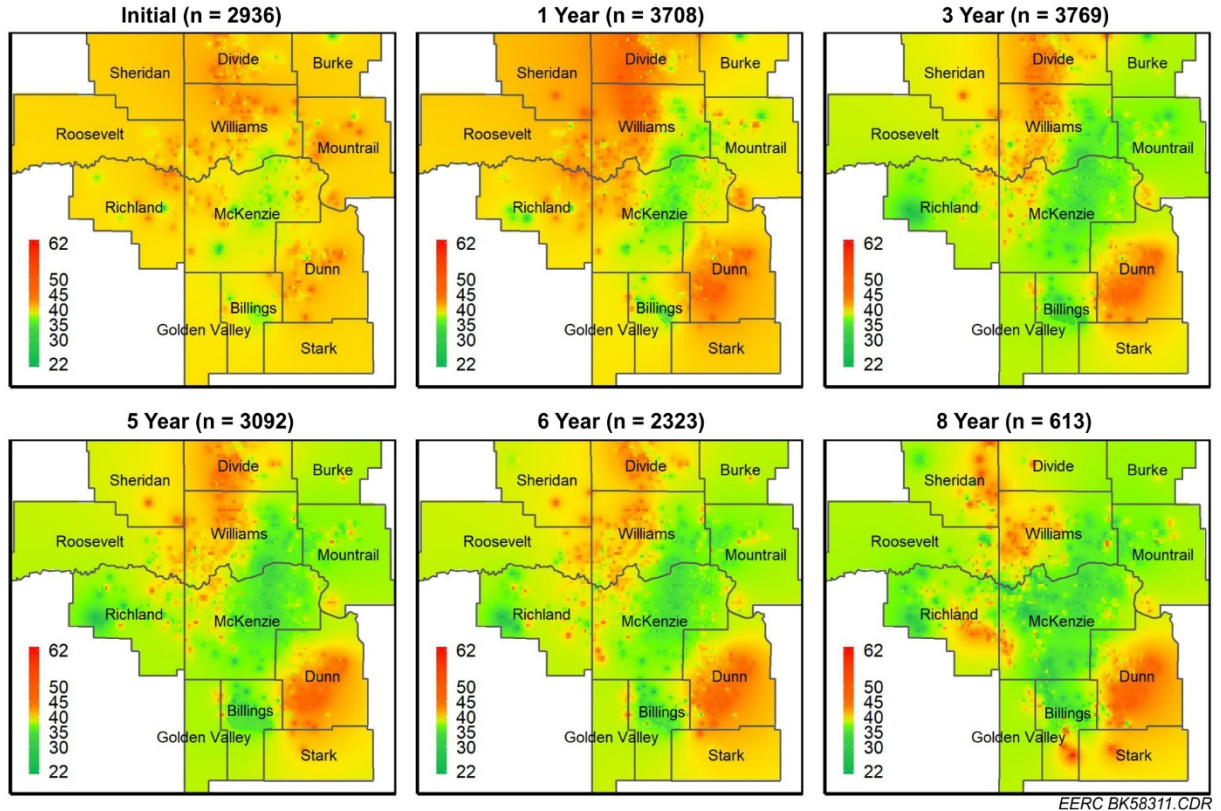 Initial (n = 2936)
Sheridan
Divide
Burke
Roosevelt
Williams
Mountrail
Richland
McKenzie
Dunn
Billings
Golden Valley
Stark
62
50
45
40
35
30
22
1 Year (n = 3708)
Sheridan
Divide
Burke
Roosevelt
Williams
Mountrail
Richland
McKenzie
Dunn
Billings
Golden Valley
Stark
62
50
45
40
35
30
22
3 Year (n = 3769)
Sheridan
Divide
Burke
Roosevelt
Williams
Mountrail
Richland
McKenzie
Dunn
Billings
Golden Valley
Stark
62
50
45
40
35
30
22
5 Year (n = 3092)
Sheridan
Divide
Burke
Roosevelt
Williams
Mountrail
Richland
McKenzie
Dunn
Billings
Golden Valley
Stark
62
50
45
40
35
30
22
6 Year (n = 2323)
Sheridan
Divide
Burke
Roosevelt
Williams
Mountrail
Richland
McKenzie
Dunn
Billings
Golden Valley
Stark
62
50
45
40
35
30
22
8 Year (n = 613)
Sheridan
Divide
Burke
Roosevelt
Williams
Mountrail
Richland
McKenzie
Dunn
Billings
Golden Valley
Stark
62
50
45
40
35
30
22
EERC BK58311.CDR